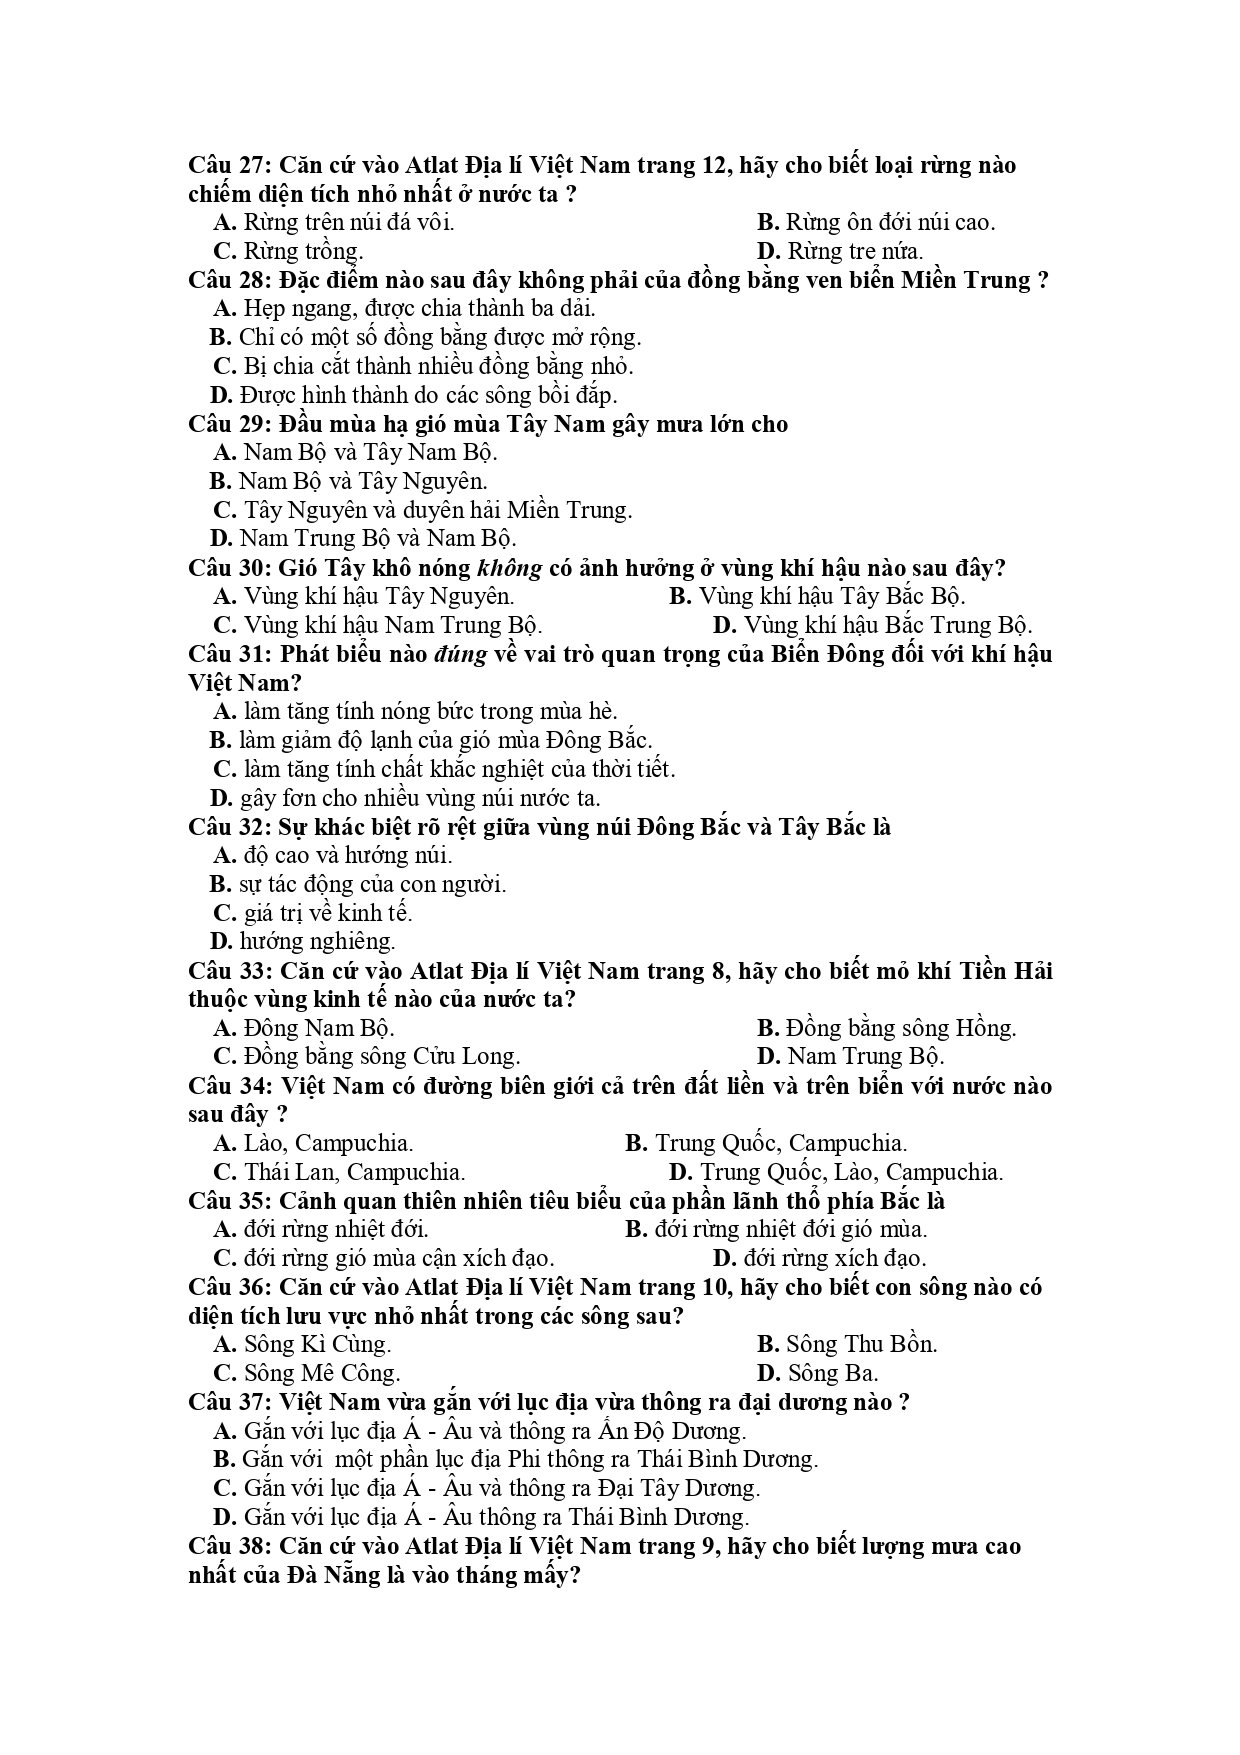 Câu 27: Căn cứ vào Atlat Địa lí Việt Nam trang 12, hãy cho biết loại rừng nào
chiếm diện tích nhỏ nhất ở nước ta ?
A. Rừng trên núi đá vôi. B. Rừng ôn đới núi cao.
C. Rừng trồng. D. Rừng tre nứa.
Câu 28: Đặc điểm nào sau đây không phải của đồng bằng ven biển Miền Trung ?
A. Hẹp ngang, được chia thành ba dải.
B. Chỉ có một số đồng bằng được mở rộng.
C. Bị chia cắt thành nhiều đồng bằng nhỏ.
D. Được hình thành do các sông bồi đắp.
Câu 29: Đầu mùa hạ gió mùa Tây Nam gây mưa lớn cho
A. Nam Bộ và Tây Nam Bộ.
B. Nam Bộ và Tây Nguyên.
C. Tây Nguyên và duyên hải Miền Trung.
D. Nam Trung Bộ và Nam Bộ.
Câu 30: Gió Tây khô nóng không có ảnh hưởng ở vùng khí hậu nào sau đây?
A. Vùng khí hậu Tây Nguyên. B. Vùng khí hậu Tây Bắc Bộ.
C. Vùng khí hậu Nam Trung Bộ. D. Vùng khí hậu Bắc Trung Bộ.
Câu 31: Phát biểu nào đúng về vai trò quan trọng của Biển Đông đối với khí hậu
Việt Nam?
A. làm tăng tính nóng bức trong mùa hè.
B. làm giảm độ lạnh của gió mùa Đông Bắc.
C. làm tăng tính chất khắc nghiệt của thời tiết.
D. gây fơn cho nhiều vùng núi nước ta.
Câu 32: Sự khác biệt rõ rệt giữa vùng núi Đông Bắc và Tây Bắc là
A. độ cao và hướng núi.
B. sự tác động của con người.
C. giá trị về kinh tế.
D. hướng nghiêng.
Câu 33: Căn cứ vào Atlat Địa lí Việt Nam trang 8, hãy cho biết mỏ khí Tiền Hải
thuộc vùng kinh tế nào của nước ta?
A. Đông Nam Bộ. B. Đồng bằng sông Hồng.
C. Đồng bằng sông Cửu Long. D. Nam Trung Bộ.
Câu 34: Việt Nam có đường biên giới cả trên đất liền và trên biển với nước nào
sau đây ?
A. Lào, Campuchia. B. Trung Quốc, Campuchia.
C. Thái Lan, Campuchia. D. Trung Quốc, Lào, Campuchia.
Câu 35: Cảnh quan thiên nhiên tiêu biểu của phần lãnh thổ phía Bắc là
A. đới rừng nhiệt đới. B. đới rừng nhiệt đới gió mùa.
C. đới rừng gió mùa cận xích đạo. D. đới rừng xích đạo.
Câu 36: Căn cứ vào Atlat Địa lí Việt Nam trang 10, hãy cho biết con sông nào có
diện tích lưu vực nhỏ nhất trong các sông sau?
A. Sông Kì Cùng. B. Sông Thu Bồn.
C. Sông Mê Công. D. Sông Ba.
Câu 37: Việt Nam vừa gắn với lục địa vừa thông ra đại dương nào ?
A. Gắn với lục địa Á - Âu và thông ra Ấn Độ Dương.
B. Gắn với một phần lục địa Phi thông ra Thái Bình Dương.
C. Gắn với lục địa Á - Âu và thông ra Đại Tây Dương.
D. Gắn với lục địa Á - Âu thông ra Thái Bình Dương.
Câu 38: Căn cứ vào Atlat Địa lí Việt Nam trang 9, hãy cho biết lượng mưa cao
nhất của Đà Nẵng là vào tháng mấy?